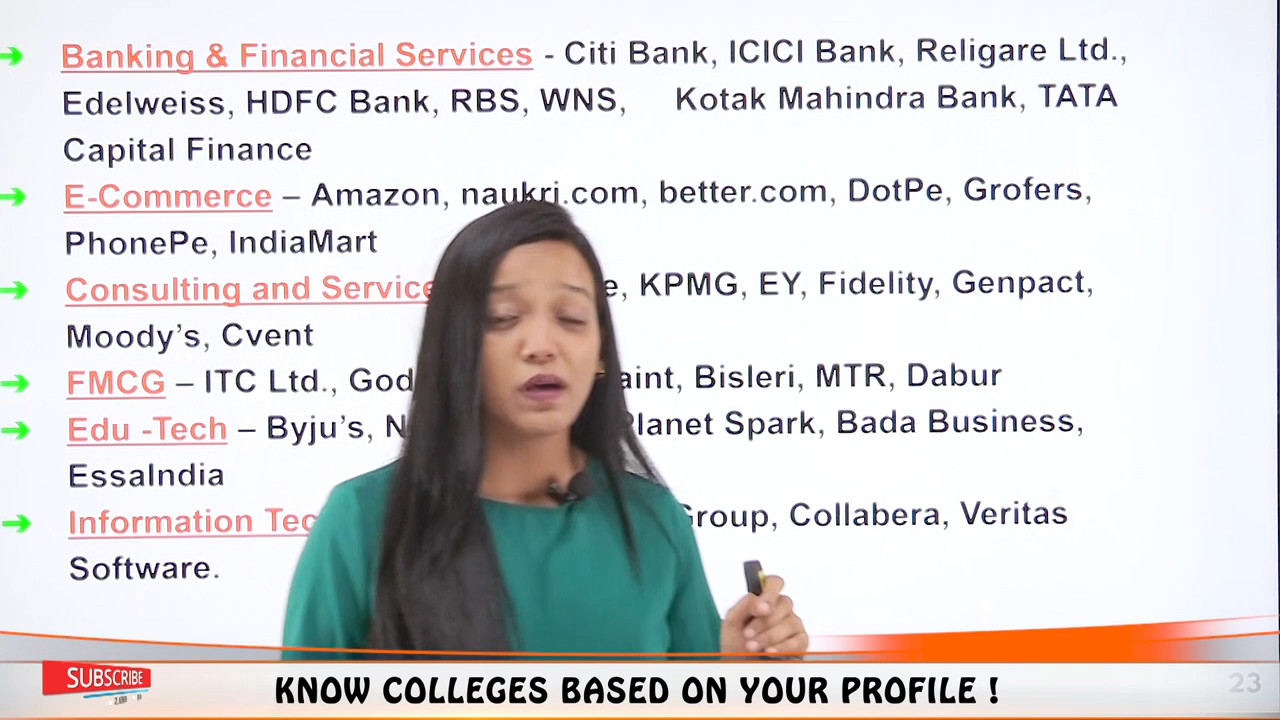 Banking & Financial Services - Citi Bank, ICICI Bank, Religare Ltd.,
Edelweiss, HDFC Bank, RBS, WNS, Kotak Mahindra Bank, TATA
Capital Finance
E-Commerce – Amazon, naukri.com, better.com, DotPe, Grofers,
PhonePe, IndiaMart
Consulting and Service e, KPMG, EY, Fidelity, Genpact,
Moody's, Cvent
FMCG – ITC Ltd., God aint, Bisleri, MTR, Dabur
Edu -Tech – Byju's, N Planet Spark, Bada Business,
EssaIndia
Information Tec Group, Collabera, Veritas
Software.
SUBSCRIBE
KNOW COLLEGES BASED ON YOUR PROFILE !
23